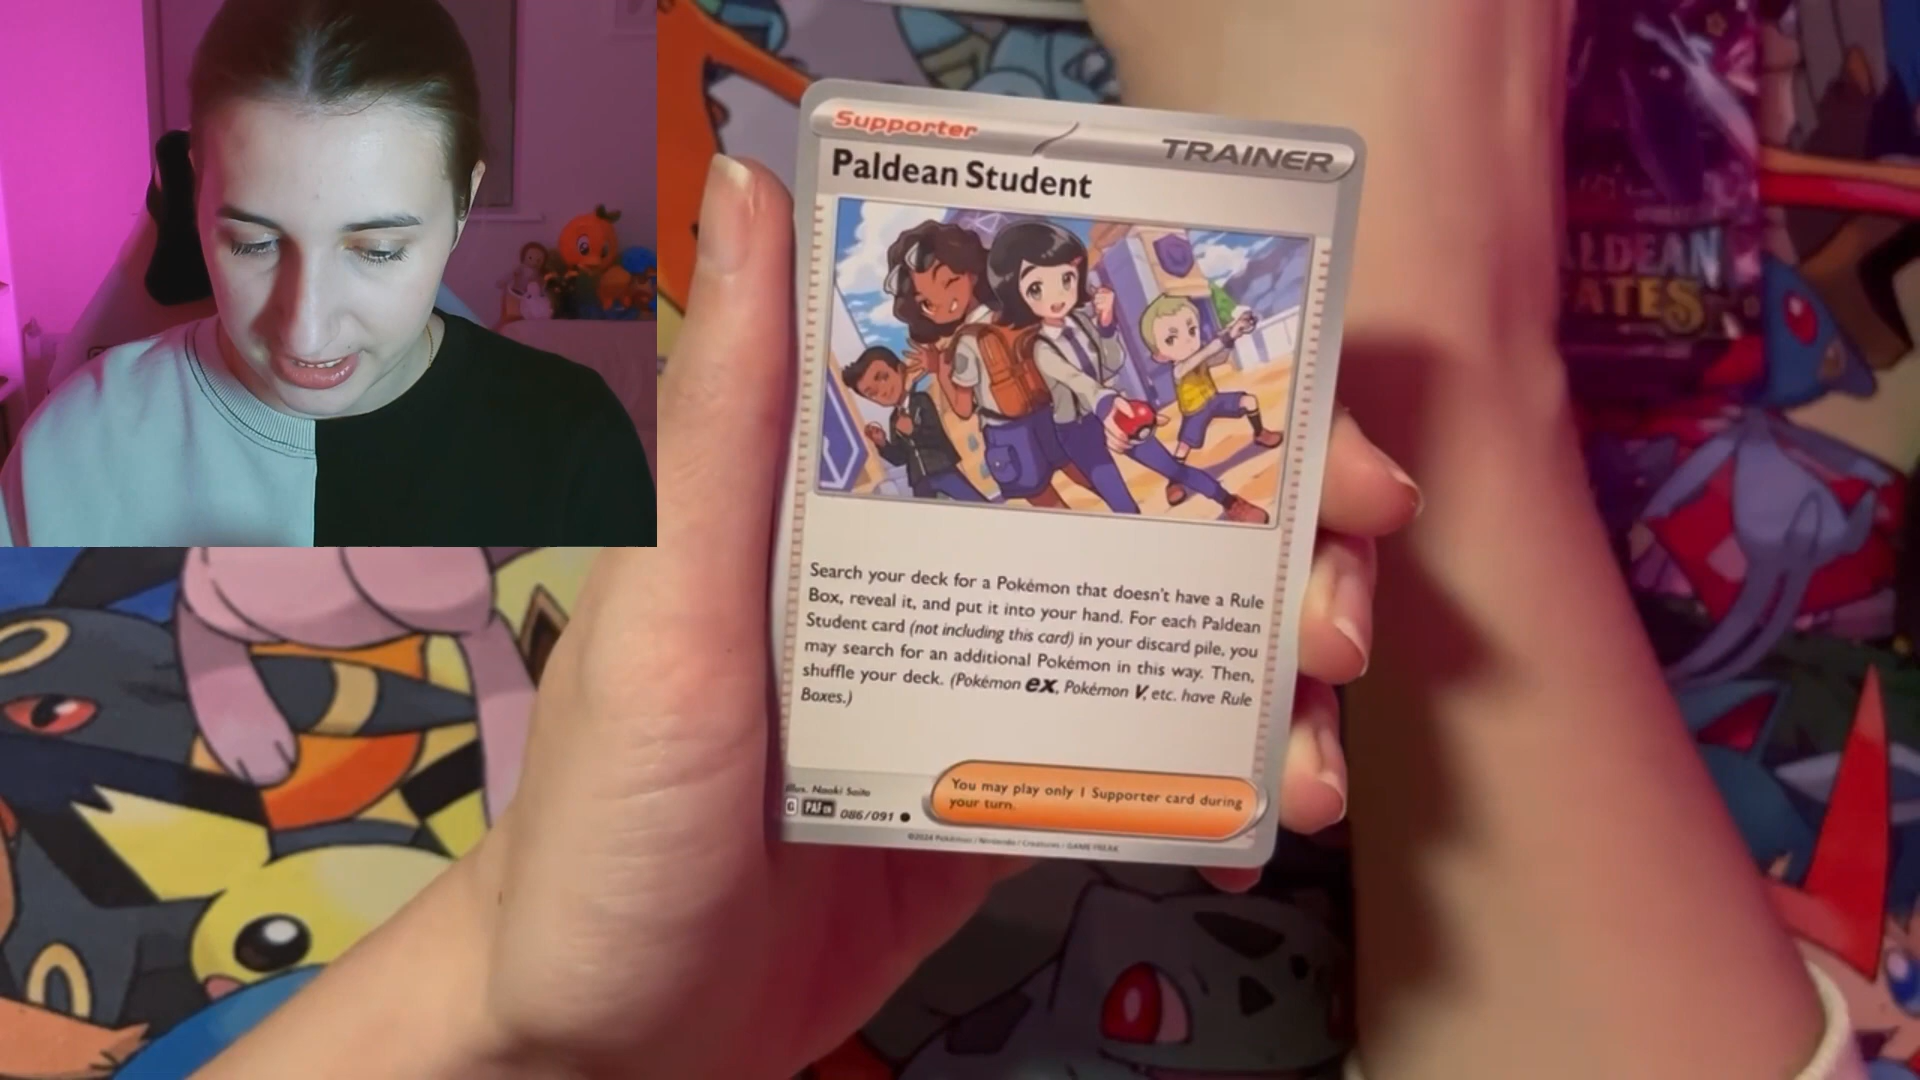 Supporter
TRAINER
Paldean Student
Search your deck for a Pokémon that doesn't have a Rule
Box, reveal it, and put it into your hand. For each Paldean
Student card (not including this card) in your discard pile, you
may search for an additional Pokémon in this way. Then,
shuffle your deck. (Pokémon ex, Pokémon V, etc. have Rule
Boxes.)
You may play only 1 Supporter card during
your turn.
Illus. Naoki Saito
G PAF EN 086/091
©2024 Pokémon / Nintendo / Creatures / GAME FREAK
ALDEAN
ATES